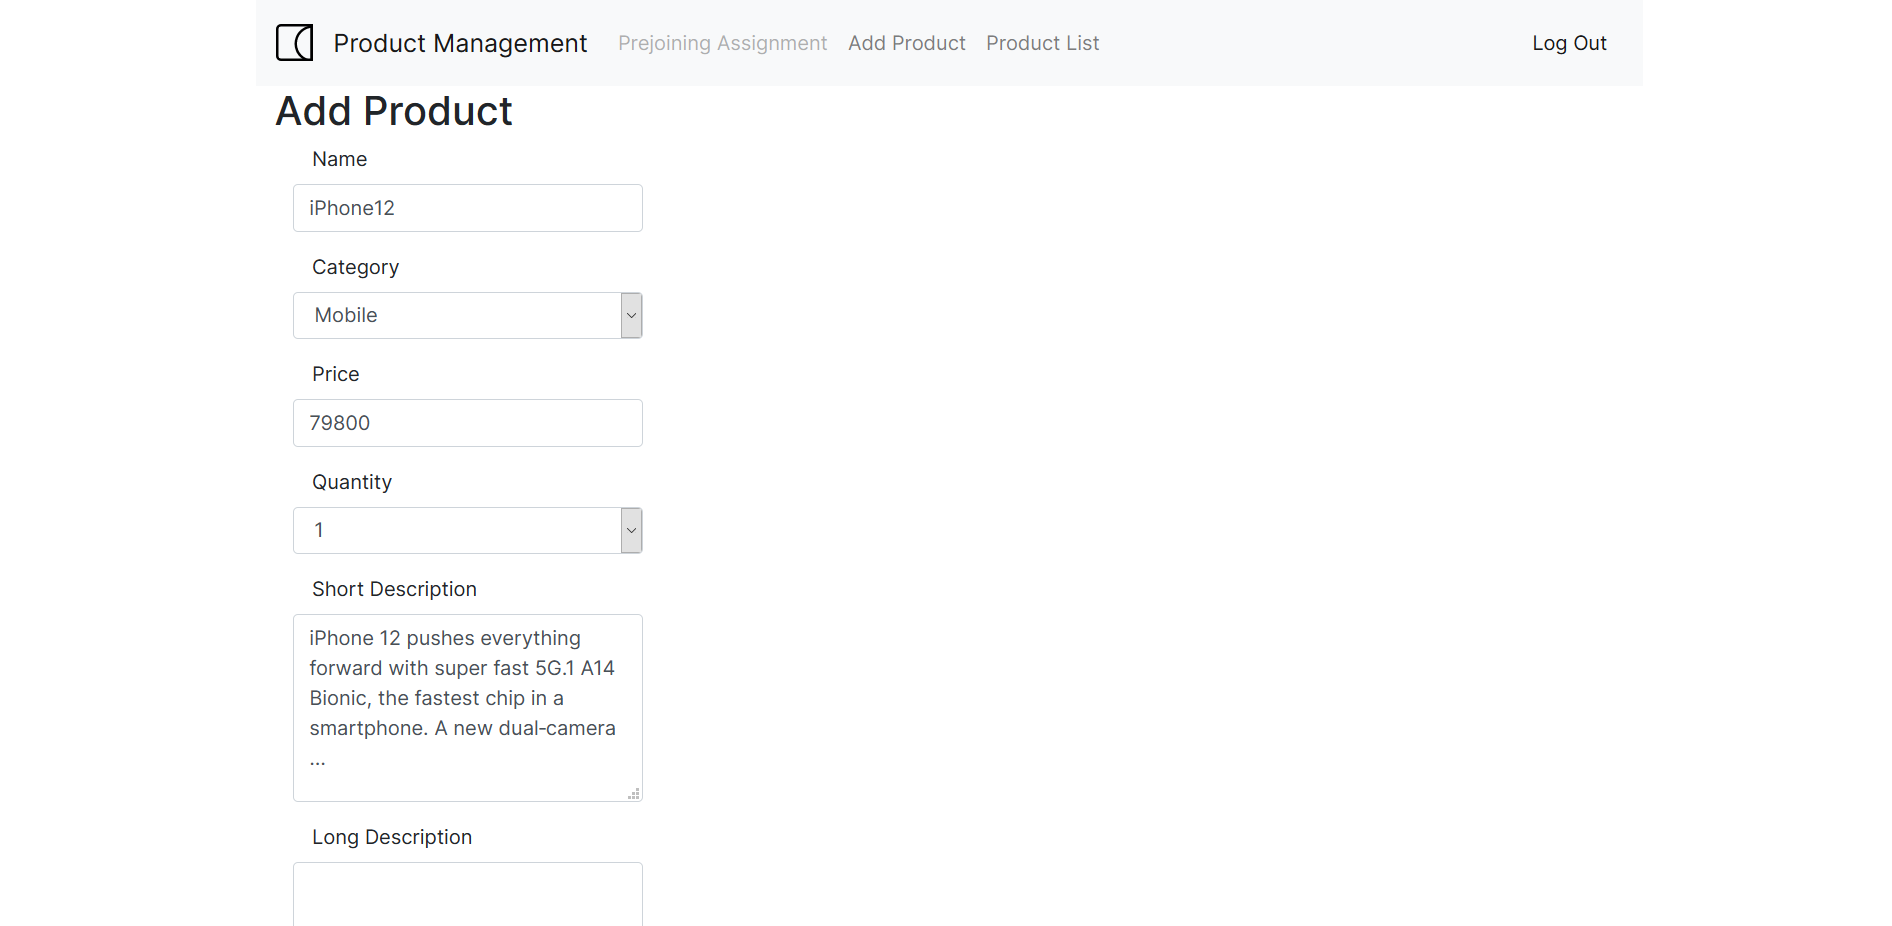 Product Management Prejoining Assignment Add Product Product List Log Out
Add Product
Name
iPhone12
Category
Mobile
Price
79800
Quantity
1
Short Description
iPhone 12 pushes everything
forward with super fast 5G.1 A14
Bionic, the fastest chip in a
smartphone. A new dual-camera
...
Long Description